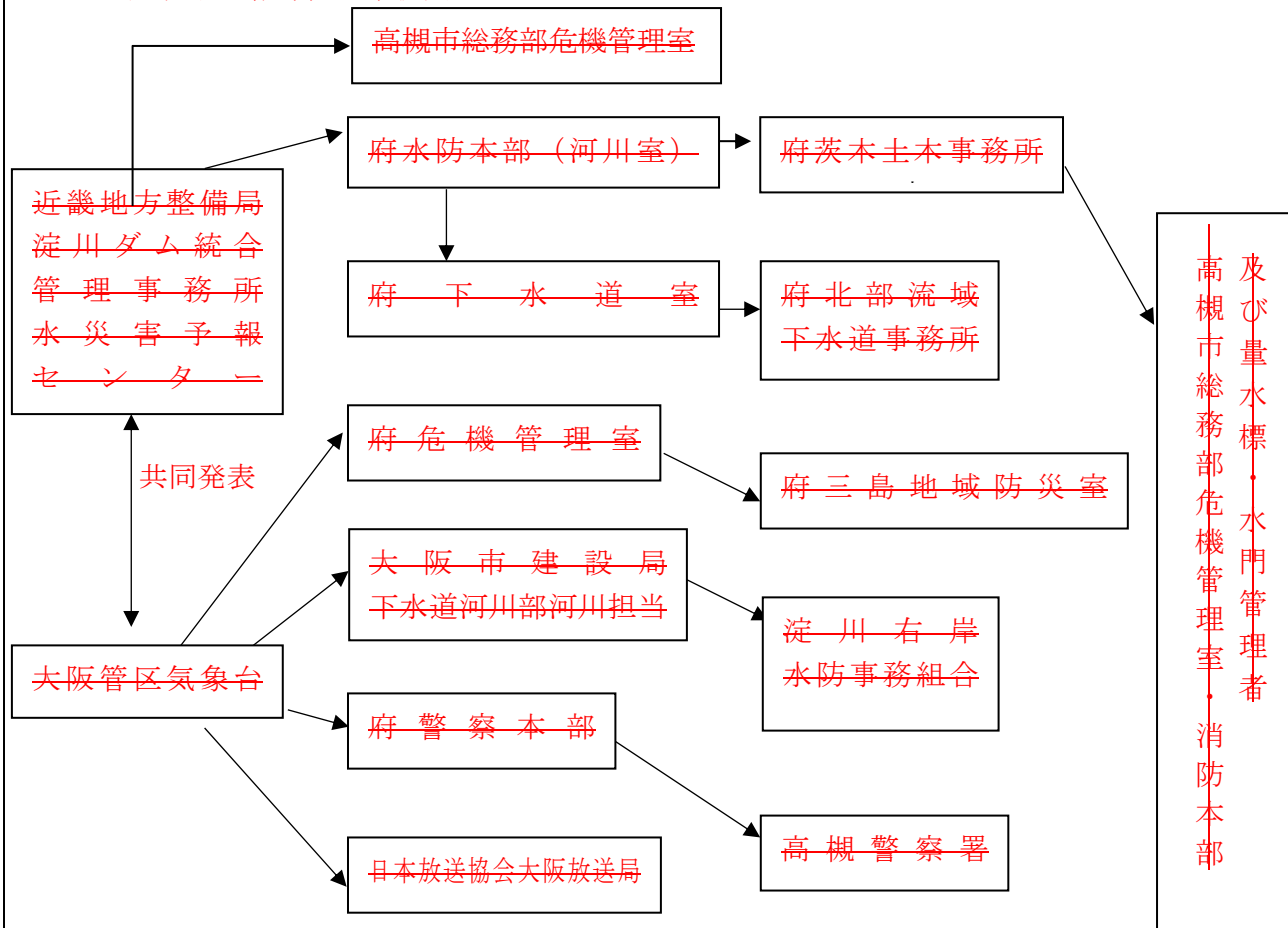 高槻市総務部危機管理室
府水防本部（河川室）
府茨木土木事務所
近畿地方整備局
淀川ダム統合
管理事務所
水災害予報
センター
府下水道室
府北部流域
下水道事務所
高槻市総務部危機管理室・消防本部
及び量水標・水門管理者
共同発表
府危機管理室
府三島地域防災室
大阪市建設局
下水道河川部河川担当
淀川右岸
水防事務組合
大阪管区気象台
府警察本部
高槻警察署
日本放送協会大阪放送局